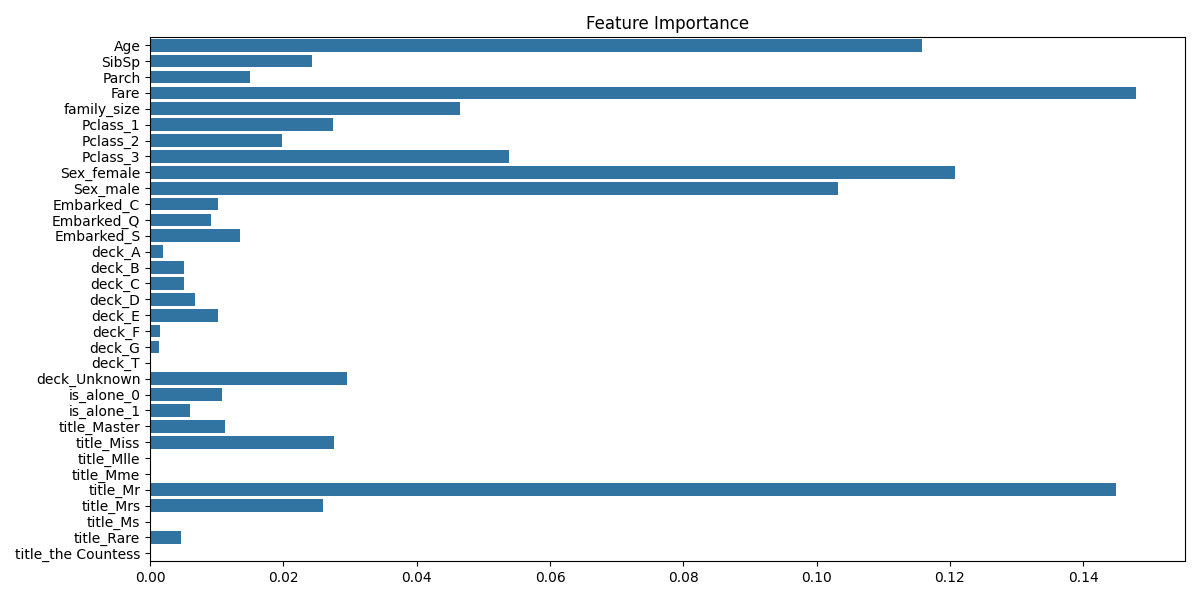 Feature Importance
Age
SibSp
Parch
Fare
family_size
Pclass_1
Pclass_2
Pclass_3
Sex_female
Sex_male
Embarked_C
Embarked_Q
Embarked_S
deck_A
deck_B
deck_C
deck_D
deck_E
deck_F
deck_G
deck_T
deck_Unknown
is_alone_0
is_alone_1
title_Master
title_Miss
title_Mlle
title_Mme
title_Mr
title_Mrs
title_Ms
title_Rare
title_the Countess
0.00 0.02 0.04 0.06 0.08 0.10 0.12 0.14